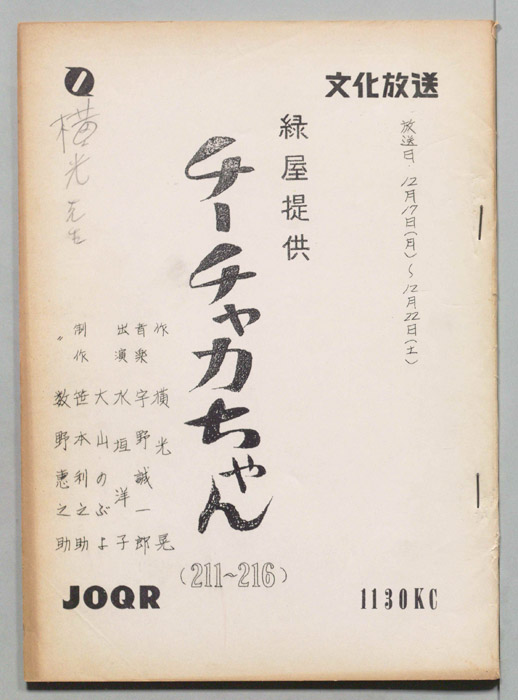 文化放送
放送日 12月17日(月)~12月22日(土)
緑屋提供
チーチャカちゃん
(211~216)
作 横光晃
音楽 宇野誠一郎
出演 水垣洋子
大山のぶよ
制作 笹本利之助
〃 数野恵之助
横光先生
JOQR
1130KC